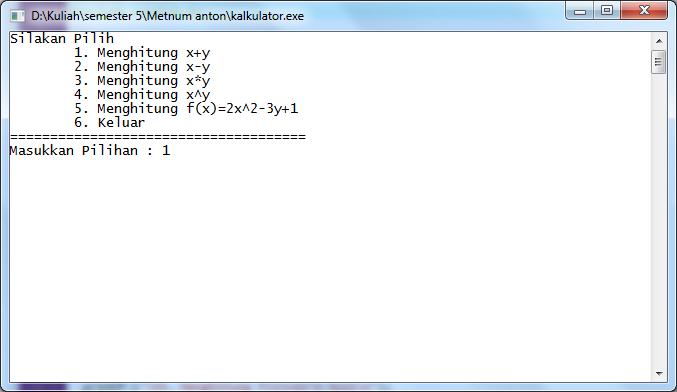 D:\Kuliah\semester 5\Metnum anton\kalkulator.exe
Silakan Pilih
1. Menghitung x+y
2. Menghitung x-y
3. Menghitung x*y
4. Menghitung x^y
5. Menghitung f(x)=2x^2-3y+1
6. Keluar
=====================================
Masukkan Pilihan : 1